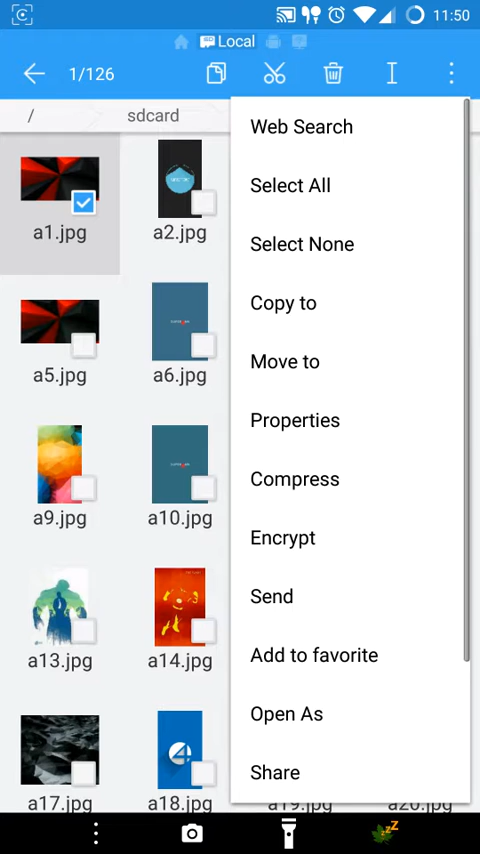 11:50
Local
1/126
/ sdcard
Web Search
Select All
Select None
Copy to
Move to
Properties
Compress
Encrypt
Send
Add to favorite
Open As
Share
a1.jpg a2.jpg
a5.jpg a6.jpg
a9.jpg a10.jpg
a13.jpg a14.jpg
a17.jpg a18.jpg a19.jpg a20.jpg